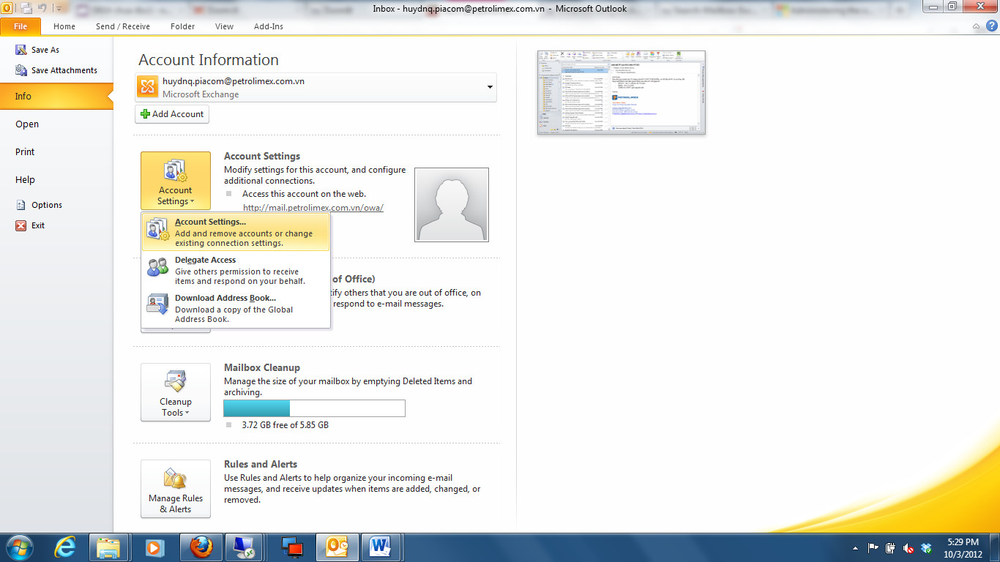 Inbox - huydnq.piacom@petrolimex.com.vn - Microsoft Outlook
File Home Send / Receive Folder View Add-Ins
Save As
Save Attachments
Info
Open
Print
Help
Options
Exit
Account Information
huydnq.piacom@petrolimex.com.vn
Microsoft Exchange
Add Account
Account
Settings
Account Settings
Modify settings for this account, and configure
additional connections.
Access this account on the web.
http://mail.petrolimex.com.vn/owa/
Account Settings...
Add and remove accounts or change
existing connection settings.
Delegate Access
Give others permission to receive
items and respond on your behalf.
Download Address Book...
Download a copy of the Global
Address Book.
of Office)
ify others that you are out of office, on
respond to e-mail messages.
Cleanup
Tools
Mailbox Cleanup
Manage the size of your mailbox by emptying Deleted Items and
archiving.
3.72 GB free of 5.85 GB
Manage Rules
& Alerts
Rules and Alerts
Use Rules and Alerts to help organize your incoming e-mail
messages, and receive updates when items are added, changed, or
removed.
5:29 PM
10/3/2012